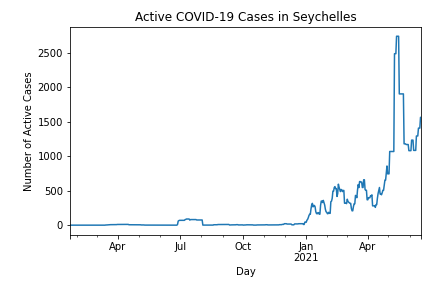 Active COVID-19 Cases in Seychelles
Number of Active Cases
2500
2000
1500
1000
500
0
Apr Jul Oct Jan Apr
2021
Day